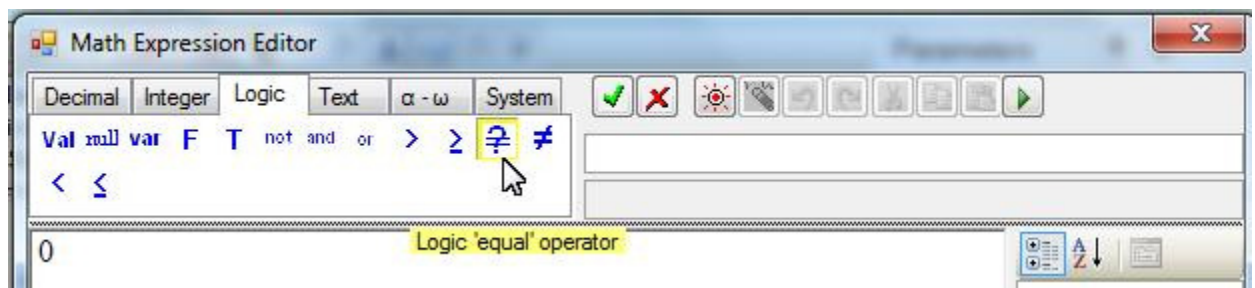 Math Expression Editor
Decimal Integer Logic Text α - ω System
Val null var F T not and or > ≥ ≟ ≠
< ≤
Logic 'equal' operator
0
A
Z